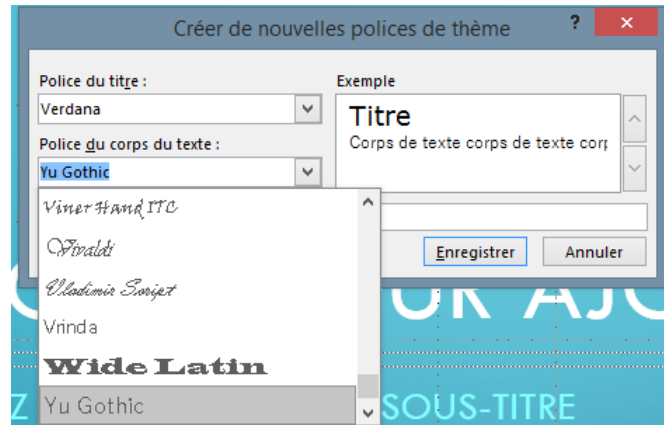 Créer de nouvelles polices de thème
?
Police du titre :
Verdana
Police du corps du texte :
Yu Gothic
Exemple
Titre
Corps de texte corps de texte corp
Viner Hand ITC
Vivaldi
Vladimir Script
Vrinda
Wide Latin
Yu Gothic
Enregistrer
Annuler
UR AJO
SOUS-TITRE